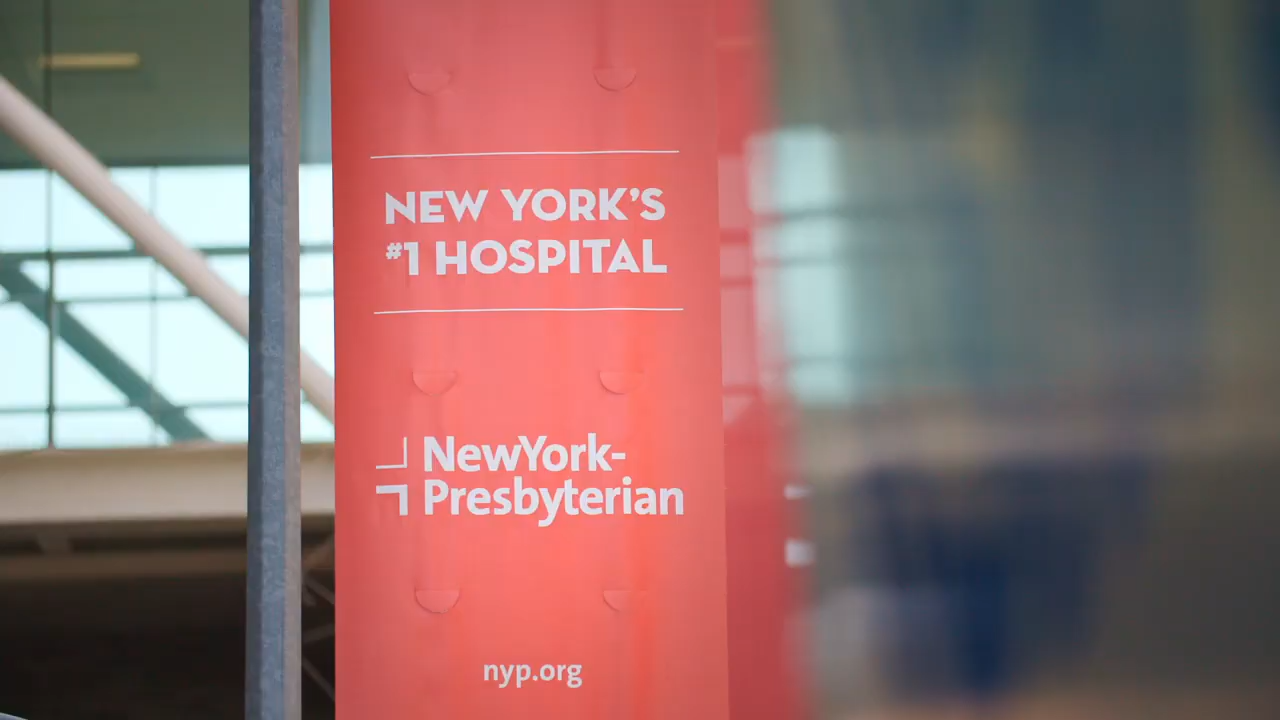 NEW YORK'S
#1 HOSPITAL
NewYork-
Presbyterian
nyp.org